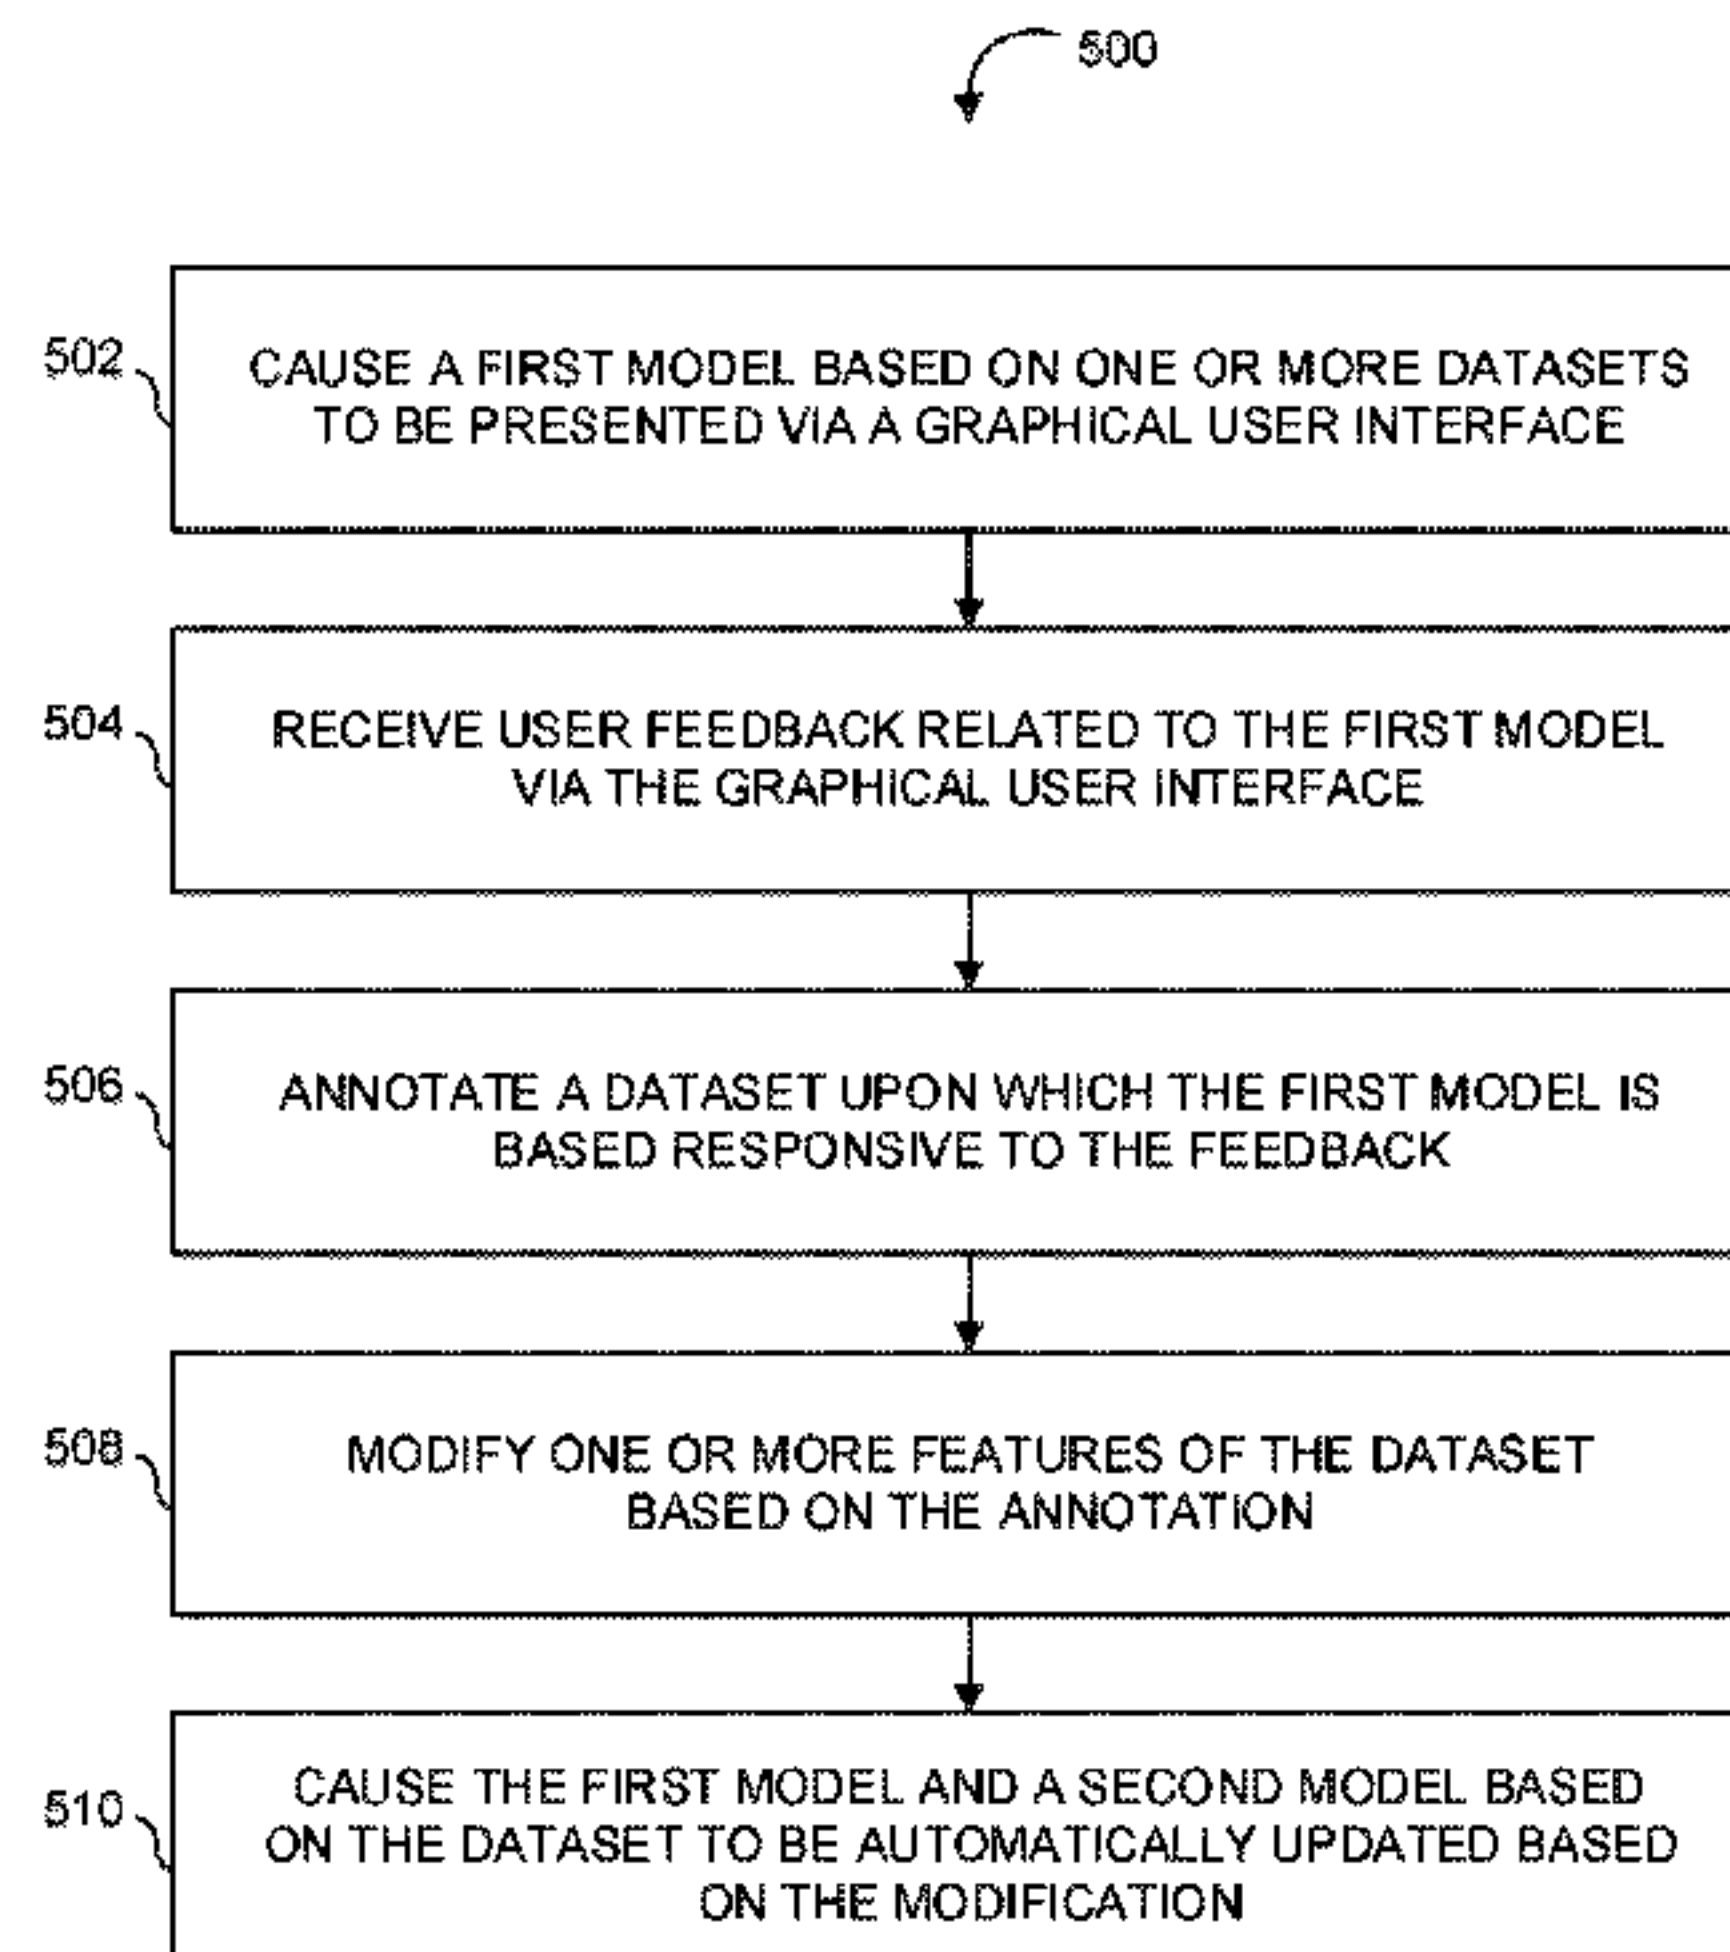 500
502
CAUSE A FIRST MODEL BASED ON ONE OR MORE DATASETS
TO BE PRESENTED VIA A GRAPHICAL USER INTERFACE
504
RECEIVE USER FEEDBACK RELATED TO THE FIRST MODEL
VIA THE GRAPHICAL USER INTERFACE
506
ANNOTATE A DATASET UPON WHICH THE FIRST MODEL IS
BASED RESPONSIVE TO THE FEEDBACK
508
MODIFY ONE OR MORE FEATURES OF THE DATASET
BASED ON THE ANNOTATION
510
CAUSE THE FIRST MODEL AND A SECOND MODEL BASED
ON THE DATASET TO BE AUTOMATICALLY UPDATED BASED
ON THE MODIFICATION